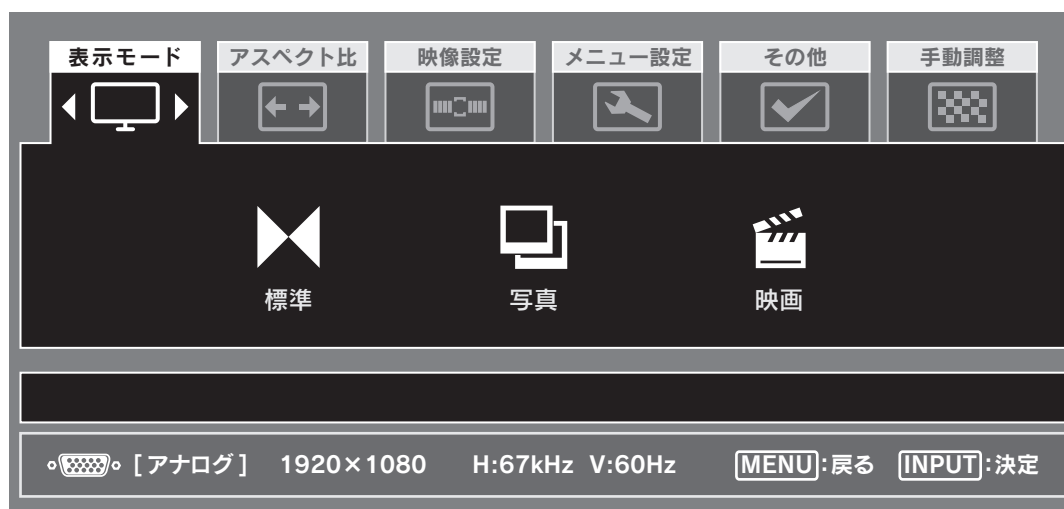 表示モード アスペクト比 映像設定 メニュー設定 その他 手動調整
標準 写真 映画
[アナログ] 1920×1080 H:67kHz V:60Hz MENU:戻る INPUT:決定